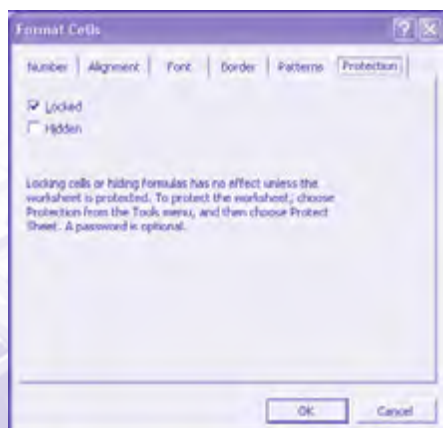 Format Cells
Number Alignment Font Border Patterns Protection
Locked
Hidden
Locking cells or hiding formulas has no effect unless the
worksheet is protected. To protect the worksheet, choose
Protection from the Tools menu, and then choose Protect
Sheet. A password is optional.
OK Cancel